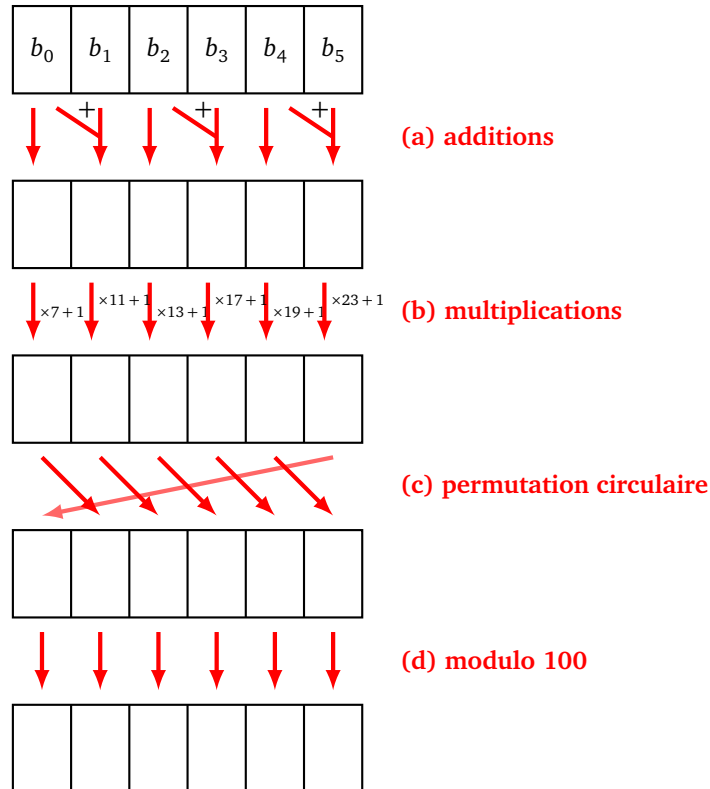 b₀ b₁ b₂ b₃ b₄ b₅
+ + +
(a) additions
×7+1 ×11+1 ×13+1 ×17+1 ×19+1 ×23+1
(b) multiplications
(c) permutation circulaire
(d) modulo 100